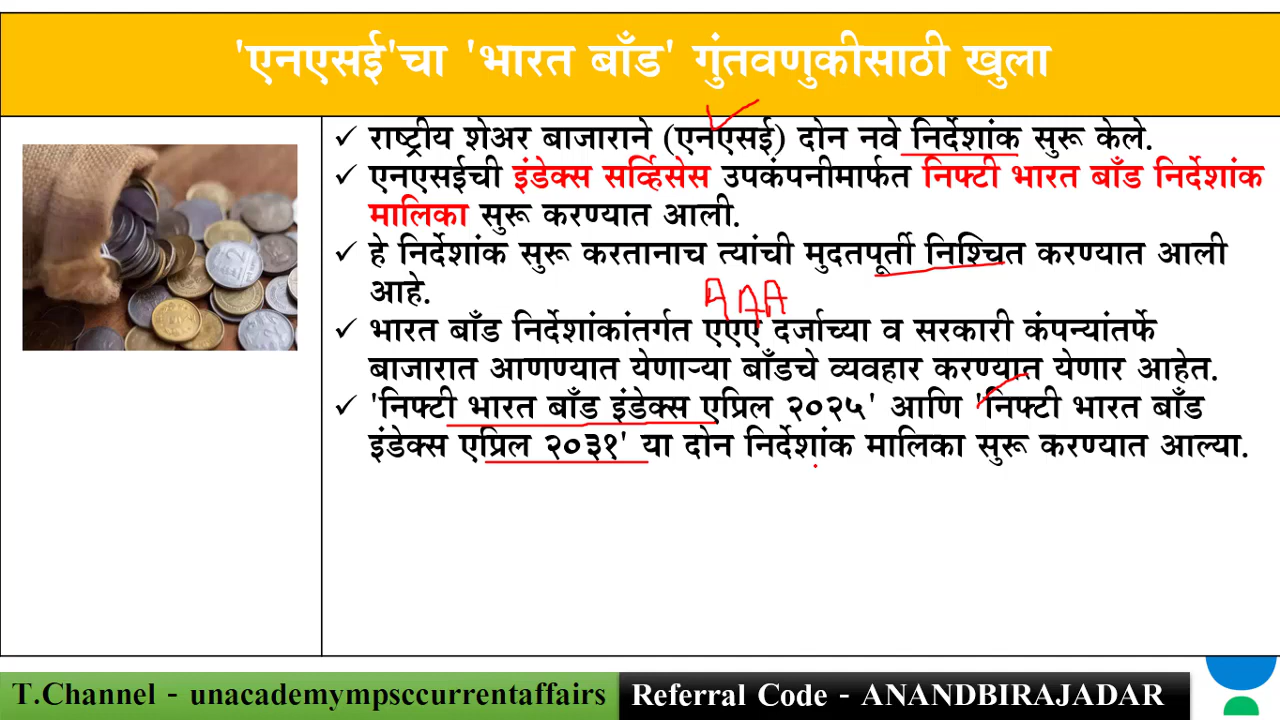 'एनएसई'चा 'भारत बाँड' गुंतवणुकीसाठी खुला
✓ राष्ट्रीय शेअर बाजाराने (एनएसई) दोन नवे निर्देशांक सुरू केले.
✓ एनएसईची इंडेक्स सर्व्हिसेस उपकंपनीमार्फत निफ्टी भारत बाँड निर्देशांक
मालिका सुरू करण्यात आली.
✓ हे निर्देशांक सुरू करतानाच त्यांची मुदतपूर्ती निश्चित करण्यात आली
आहे.
AAA
✓ भारत बाँड निर्देशांकांतर्गत एएए दर्जाच्या व सरकारी कंपन्यांतर्फे
बाजारात आणण्यात येणाऱ्या बाँडचे व्यवहार करण्यात येणार आहेत.
✓ 'निफ्टी भारत बाँड इंडेक्स एप्रिल २०२५' आणि 'निफ्टी भारत बाँड
इंडेक्स एप्रिल २०३१' या दोन निर्देशांक मालिका सुरू करण्यात आल्या.
T.Channel - unacademympsccurrentaffairs
Referral Code - ANANDBIRAJADAR